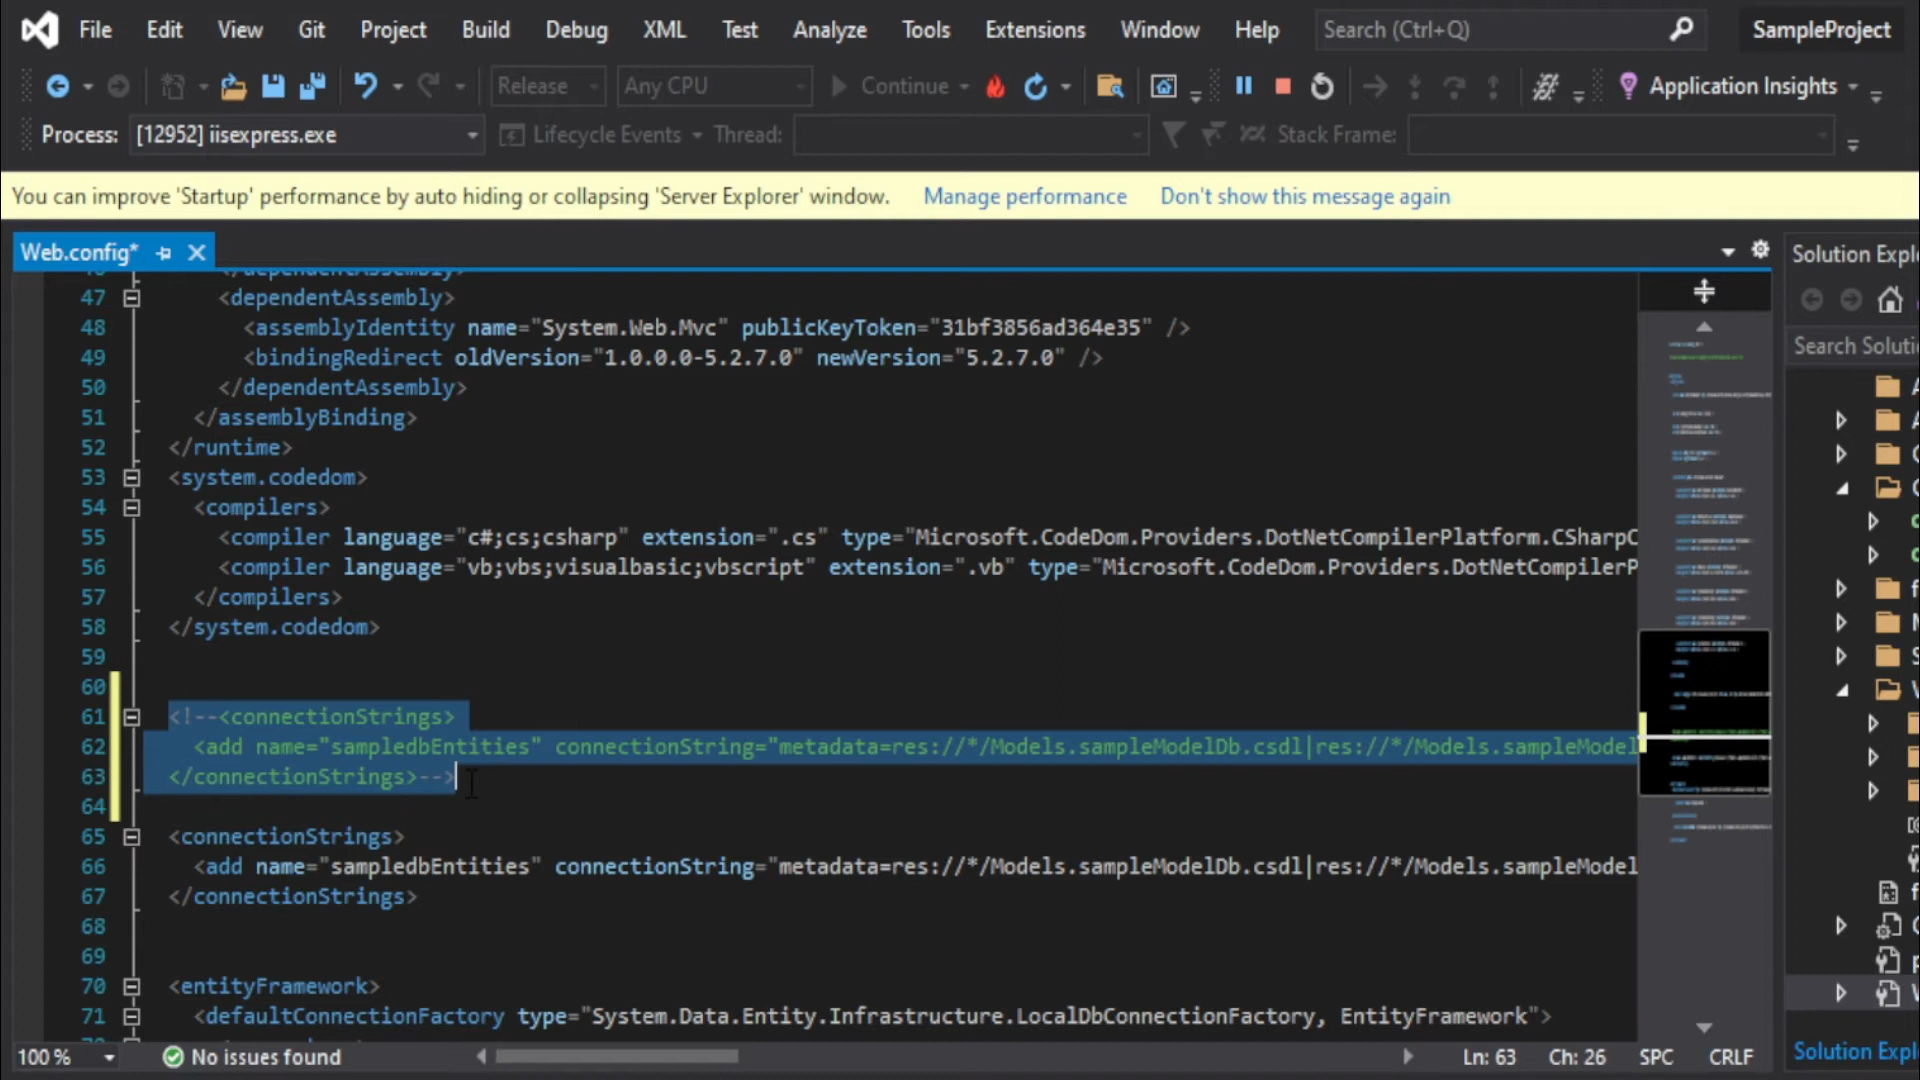 File Edit View Git Project Build Debug XML Test Analyze Tools Extensions Window Help Search (Ctrl+Q) SampleProject
Release Any CPU Continue Application Insights
Process: [12952] iisexpress.exe Lifecycle Events Thread: Stack Frame:
You can improve 'Startup' performance by auto hiding or collapsing 'Server Explorer' window. Manage performance Don't show this message again
Web.config* Solution Expl
</dependentAssembly>
47 <dependentAssembly>
48 <assemblyIdentity name="System.Web.Mvc" publicKeyToken="31bf3856ad364e35" />
49 <bindingRedirect oldVersion="1.0.0.0-5.2.7.0" newVersion="5.2.7.0" />
50 </dependentAssembly>
51 </assemblyBinding>
52 </runtime>
53 <system.codedom>
54 <compilers>
55 <compiler language="c#;cs;csharp" extension=".cs" type="Microsoft.CodeDom.Providers.DotNetCompilerPlatform.CSharpC
56 <compiler language="vb;vbs;visualbasic;vbscript" extension=".vb" type="Microsoft.CodeDom.Providers.DotNetCompilerP
57 </compilers>
58 </system.codedom>
59
60
61 <!--<connectionStrings>
62 <add name="sampledbEntities" connectionString="metadata=res://*/Models.sampleModelDb.csdl|res://*/Models.sampleModel
63 </connectionStrings>-->
64
65 <connectionStrings>
66 <add name="sampledbEntities" connectionString="metadata=res://*/Models.sampleModelDb.csdl|res://*/Models.sampleModel
67 </connectionStrings>
68
69
70 <entityFramework>
71 <defaultConnectionFactory type="System.Data.Entity.Infrastructure.LocalDbConnectionFactory, EntityFramework">
Search Soluti
100 % No issues found Ln: 63 Ch: 26 SPC CRLF
Solution Expl